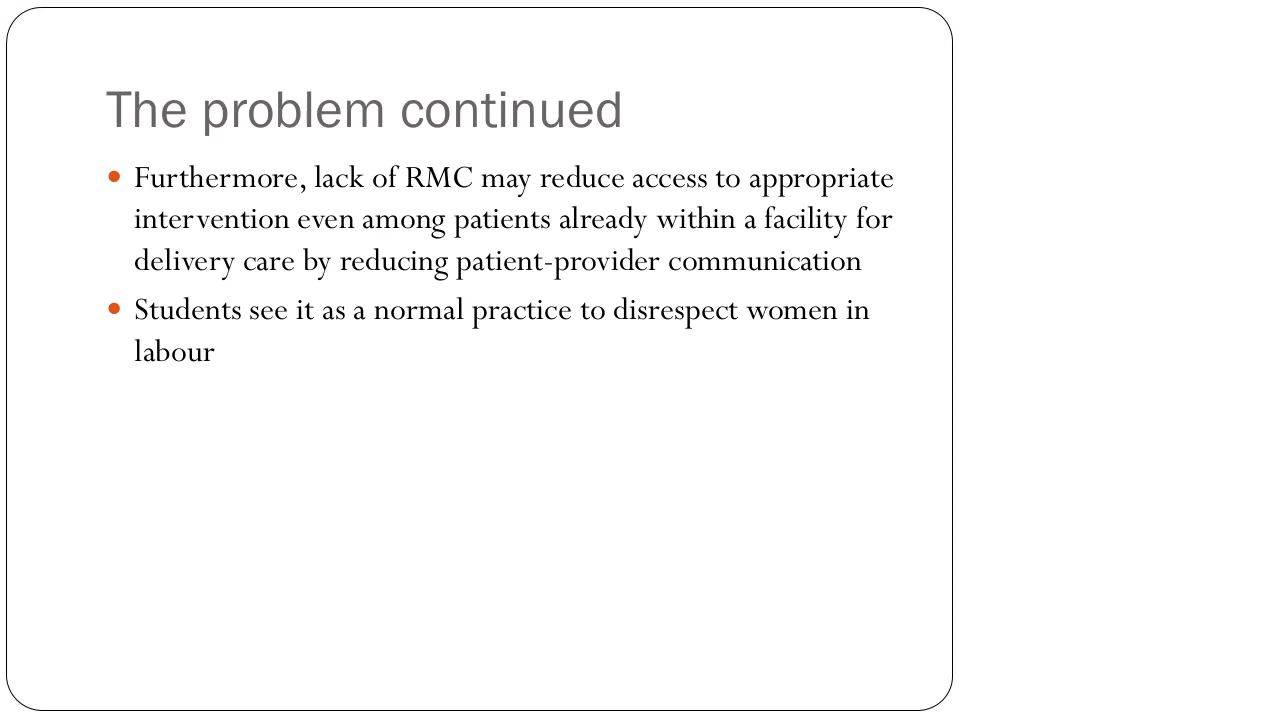 The problem continued
Furthermore, lack of RMC may reduce access to appropriate
intervention even among patients already within a facility for
delivery care by reducing patient-provider communication
Students see it as a normal practice to disrespect women in
labour